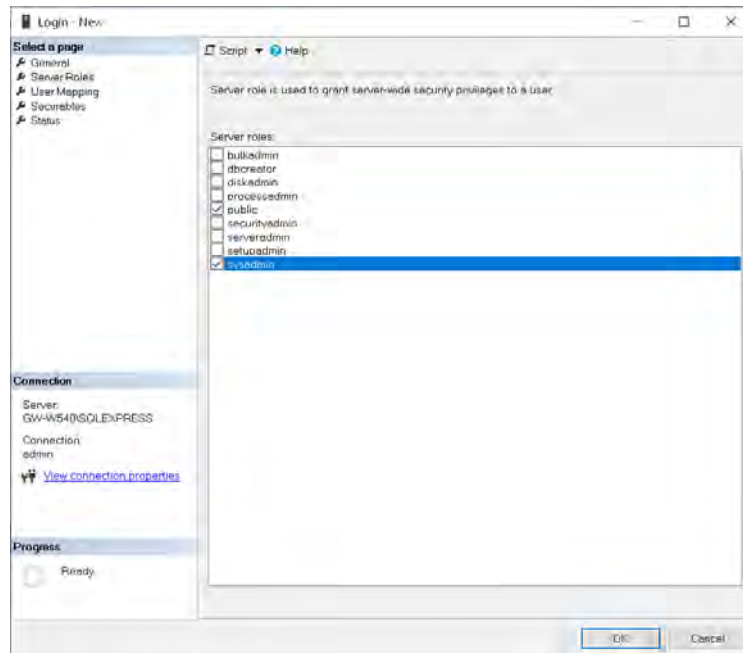 Login - New
Select a page
General
Server Roles
User Mapping
Securables
Status
Script
Help
Server role is used to grant server-wide security privileges to a user.
Server roles:
bulkadmin
dbcreator
diskadmin
processadmin
public
securityadmin
serveradmin
setupadmin
sysadmin
Connection
Server:
GW-W540\SQLEXPRESS
Connection:
admin
View connection properties
Progress
Ready
OK
Cancel